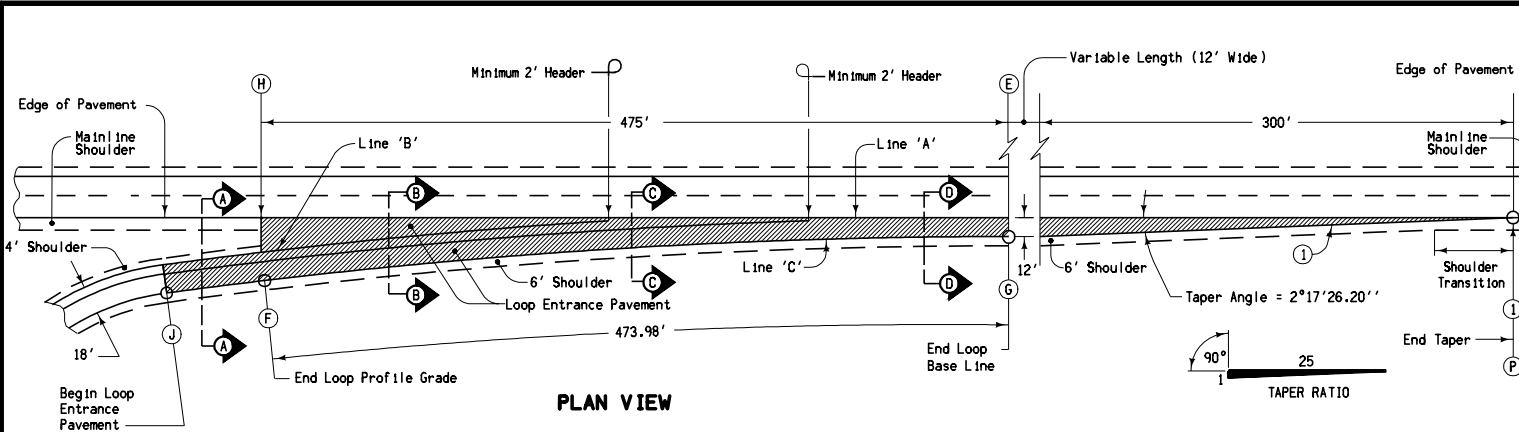 Variable Length (12' Wide)
Minimum 2' Header
Minimum 2' Header
Edge of Pavement
H
E
Edge of Pavement
475'
300'
Mainline
Shoulder
Line 'B'
Line 'A'
Mainline
Shoulder
A
B
C
D
4' Shoulder
12'
6' Shoulder
Line 'C'
1
Shoulder
Transition
6' Shoulder
C
D
B
Loop Entrance Pavement
G
Taper Angle = 2°17'26.20''
J
F
473.98'
1
18'
A
End Loop
Base Line
End Taper
90°
25
1
P
End Loop Profile Grade
TAPER RATIO
Begin Loop
Entrance
Pavement
PLAN VIEW